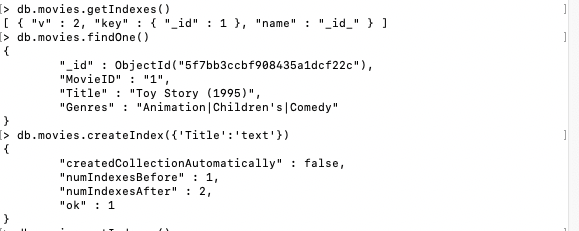 [> db.movies.getIndexes() ]
[ { "v" : 2, "key" : { "_id" : 1 }, "name" : "_id_" } ]
[> db.movies.findOne() ]
{
"_id" : ObjectId("5f7bb3ccbf908435a1dcf22c"),
"MovieID" : "1",
"Title" : "Toy Story (1995)",
"Genres" : "Animation|Children's|Comedy"
}
[> db.movies.createIndex({'Title':'text'}) ]
{
"createdCollectionAutomatically" : false,
"numIndexesBefore" : 1,
"numIndexesAfter" : 2,
"ok" : 1
}